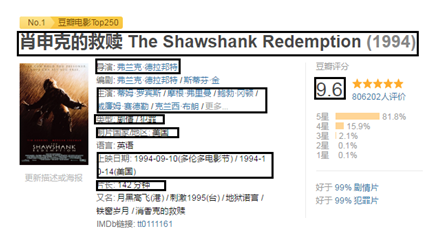 No.1 豆瓣电影Top250
肖申克的救赎 The Shawshank Redemption (1994)
导演: 弗兰克·德拉邦特
编剧: 弗兰克·德拉邦特 / 斯蒂芬·金
主演: 蒂姆·罗宾斯 / 摩根·弗里曼 / 鲍勃·冈顿 /
威廉姆·赛德勒 / 克兰西·布朗 / 更多...
类型: 剧情 / 犯罪
制片国家/地区: 美国
语言: 英语
上映日期: 1994-09-10(多伦多电影节) / 1994-1
0-14(美国)
片长: 142 分钟
又名: 月黑高飞(港) / 刺激1995(台) / 地狱诺言 /
铁窗岁月 / 消香克的救赎
IMDb链接: tt0111161
THE
SHAWSHANK
REDEMPTION
更新描述或海报
豆瓣评分
9.6
806202人评价
5星 81.8%
4星 15.9%
3星 2.1%
2星 0.1%
1星 0.1%
好于 99% 剧情片
好于 99% 犯罪片